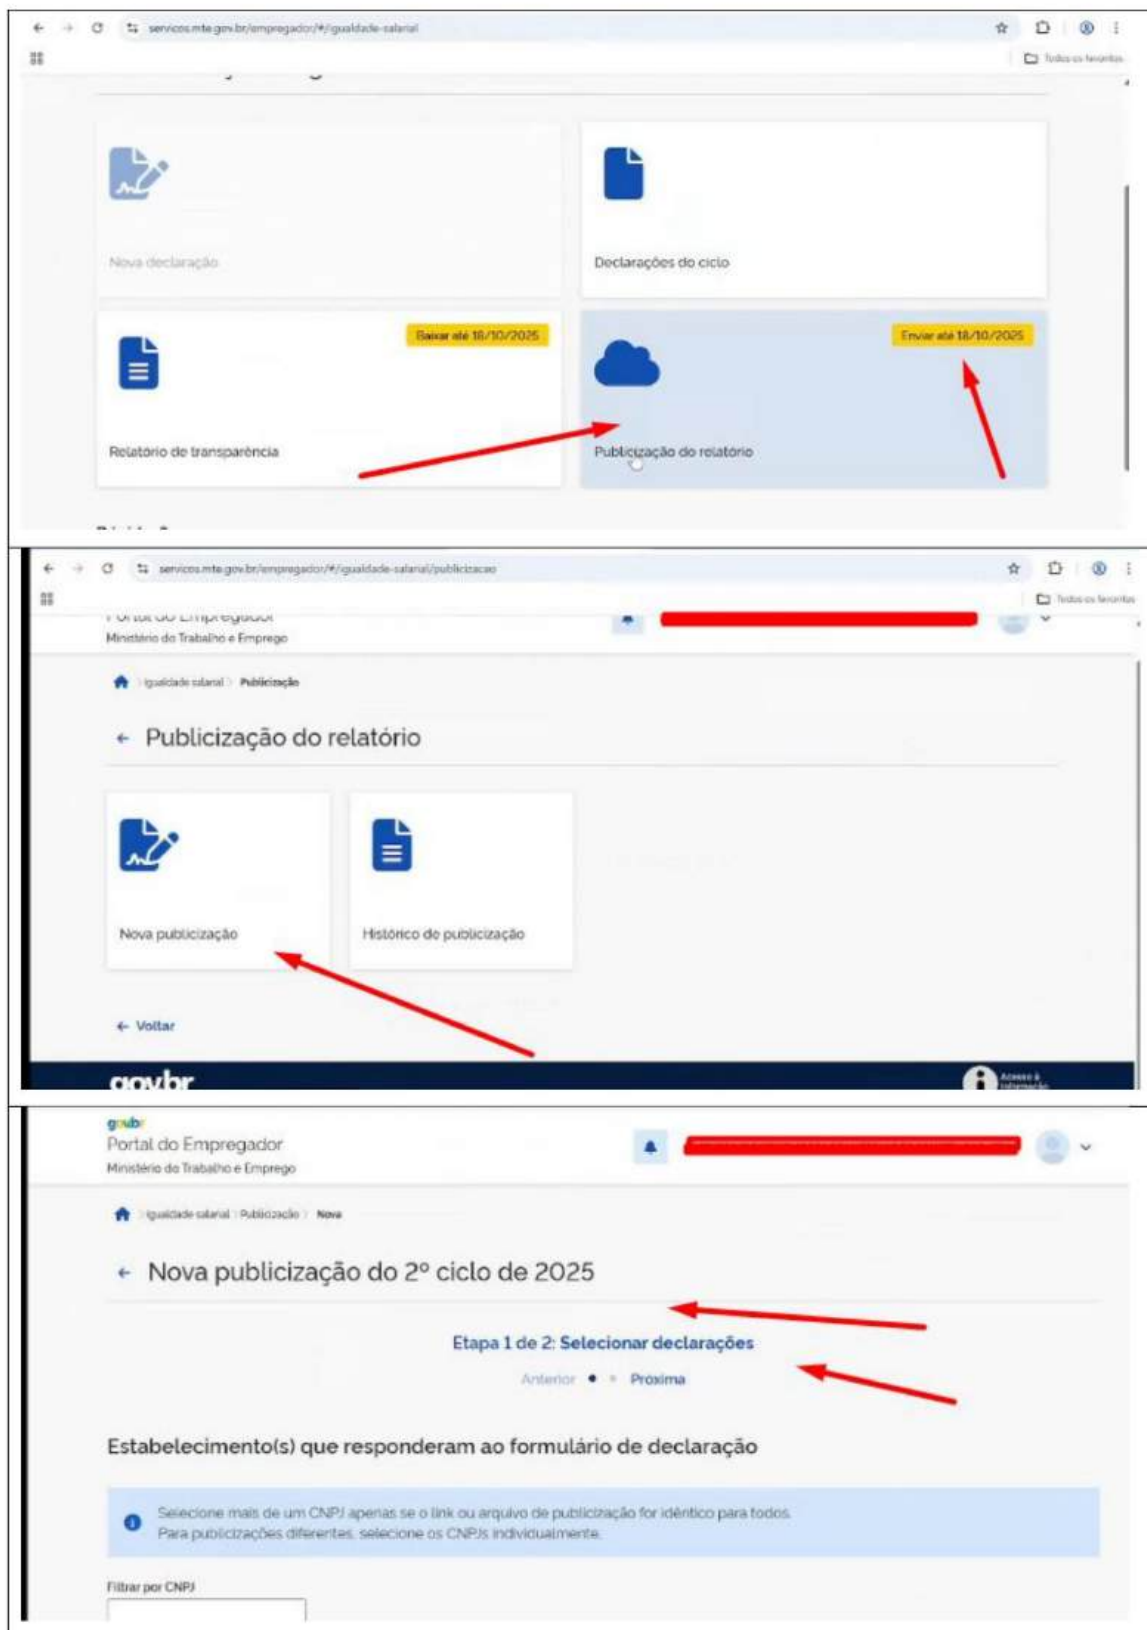 servicos.mte.gov.br/empregador/#/igualdade-salarial
Todos os favoritos
Nova declaração
Declarações do ciclo
Baixar até 18/10/2025
Enviar até 18/10/2025
Relatório de transparência
Publicização do relatório
servicos.mte.gov.br/empregador/#/igualdade-salarial/publicizacao
Todos os favoritos
Portal do Empregador
Ministério do Trabalho e Emprego
Igualdade salarial > Publicização
← Publicização do relatório
Nova publicização
Histórico de publicização
← Voltar
gov.br
Acesso à
Informação
gov.br
Portal do Empregador
Ministério do Trabalho e Emprego
Igualdade salarial > Publicização > Nova
← Nova publicização do 2º ciclo de 2025
Etapa 1 de 2: Selecionar declarações
Anterior
Próxima
Estabelecimento(s) que responderam ao formulário de declaração
Selecione mais de um CNPJ apenas se o link ou arquivo de publicização for idêntico para todos.
Para publicizações diferentes, selecione os CNPJs individualmente.
Filtrar por CNPJ